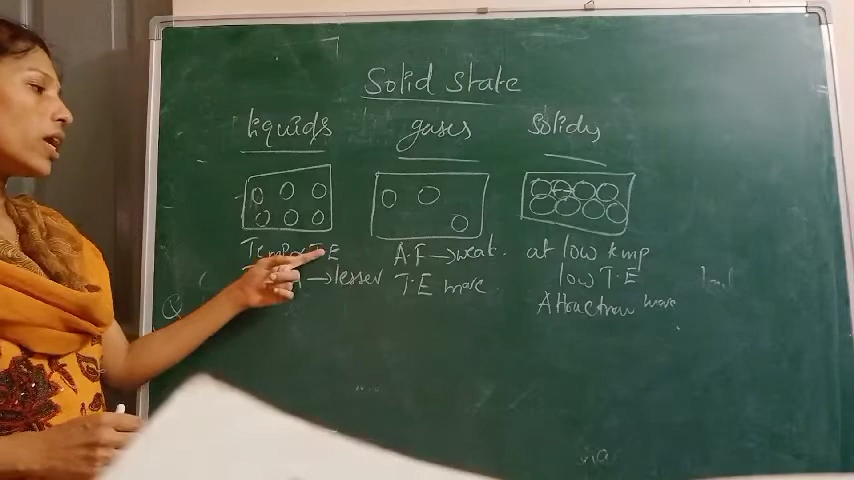 Solid state
Liquids gases Solids
Temp ∝ T.E A.F → weak. at low temp
→ lesser T.E more low T.E
Attraction more
Q